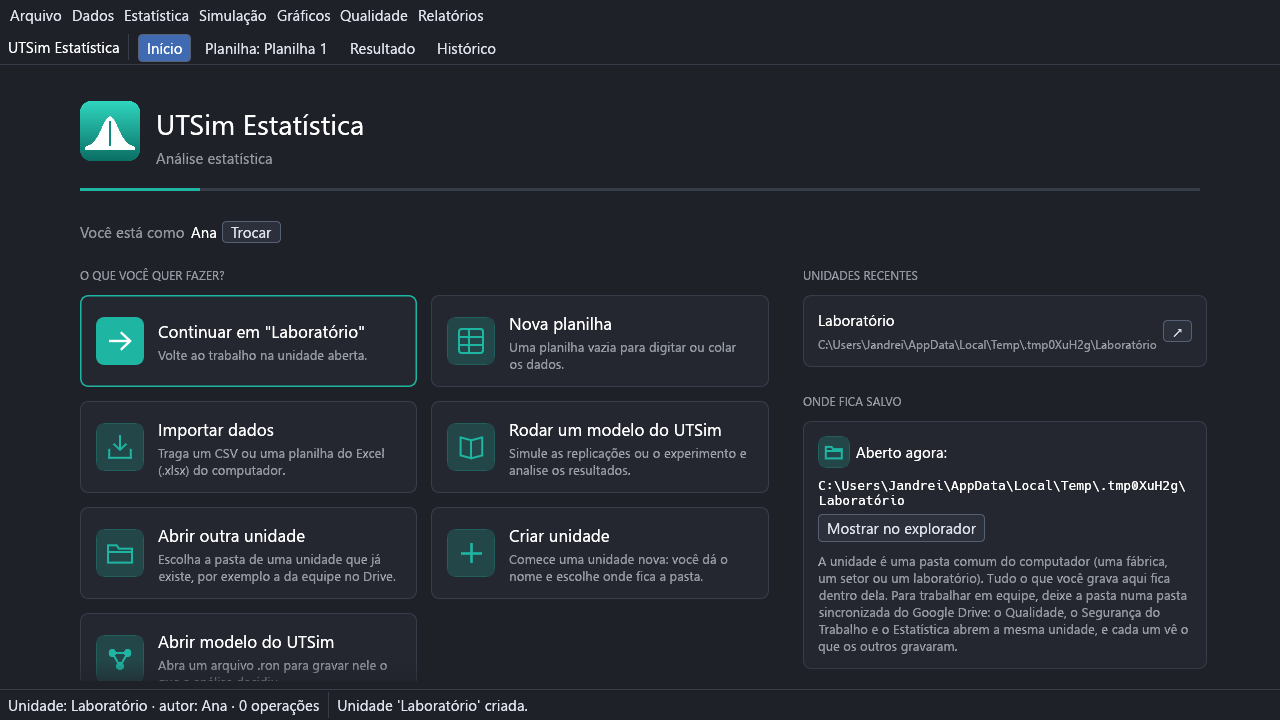 Arquivo Dados Estatística Simulação Gráficos Qualidade Relatórios
UTSim Estatística Início Planilha: Planilha 1 Resultado Histórico
UTSim Estatística
Análise estatística
Você está como Ana Trocar
O QUE VOCÊ QUER FAZER?
Continuar em "Laboratório"
Volte ao trabalho na unidade aberta.
Nova planilha
Uma planilha vazia para digitar ou colar
os dados.
Importar dados
Traga um CSV ou uma planilha do Excel
(.xlsx) do computador.
Rodar um modelo do UTSim
Simule as replicações ou o experimento e
analise os resultados.
Abrir outra unidade
Escolha a pasta de uma unidade que já
existe, por exemplo a da equipe no Drive.
Criar unidade
Comece uma unidade nova: você dá o
nome e escolhe onde fica a pasta.
Abrir modelo do UTSim
Abra um arquivo .ron para gravar nele o
UNIDADES RECENTES
Laboratório
C:\Users\Jandrei\AppData\Local\Temp\.tmp0XuH2g\Laboratório
ONDE FICA SALVO
Aberto agora:
C:\Users\Jandrei\AppData\Local\Temp\.tmp0XuH2g\
Laboratório
Mostrar no explorador
A unidade é uma pasta comum do computador (uma fábrica,
um setor ou um laboratório). Tudo o que você grava aqui fica
dentro dela. Para trabalhar em equipe, deixe a pasta numa pasta
sincronizada do Google Drive: o Qualidade, o Segurança do
Trabalho e o Estatística abrem a mesma unidade, e cada um vê o
que os outros gravaram.
Unidade: Laboratório · autor: Ana · 0 operações Unidade 'Laboratório' criada.